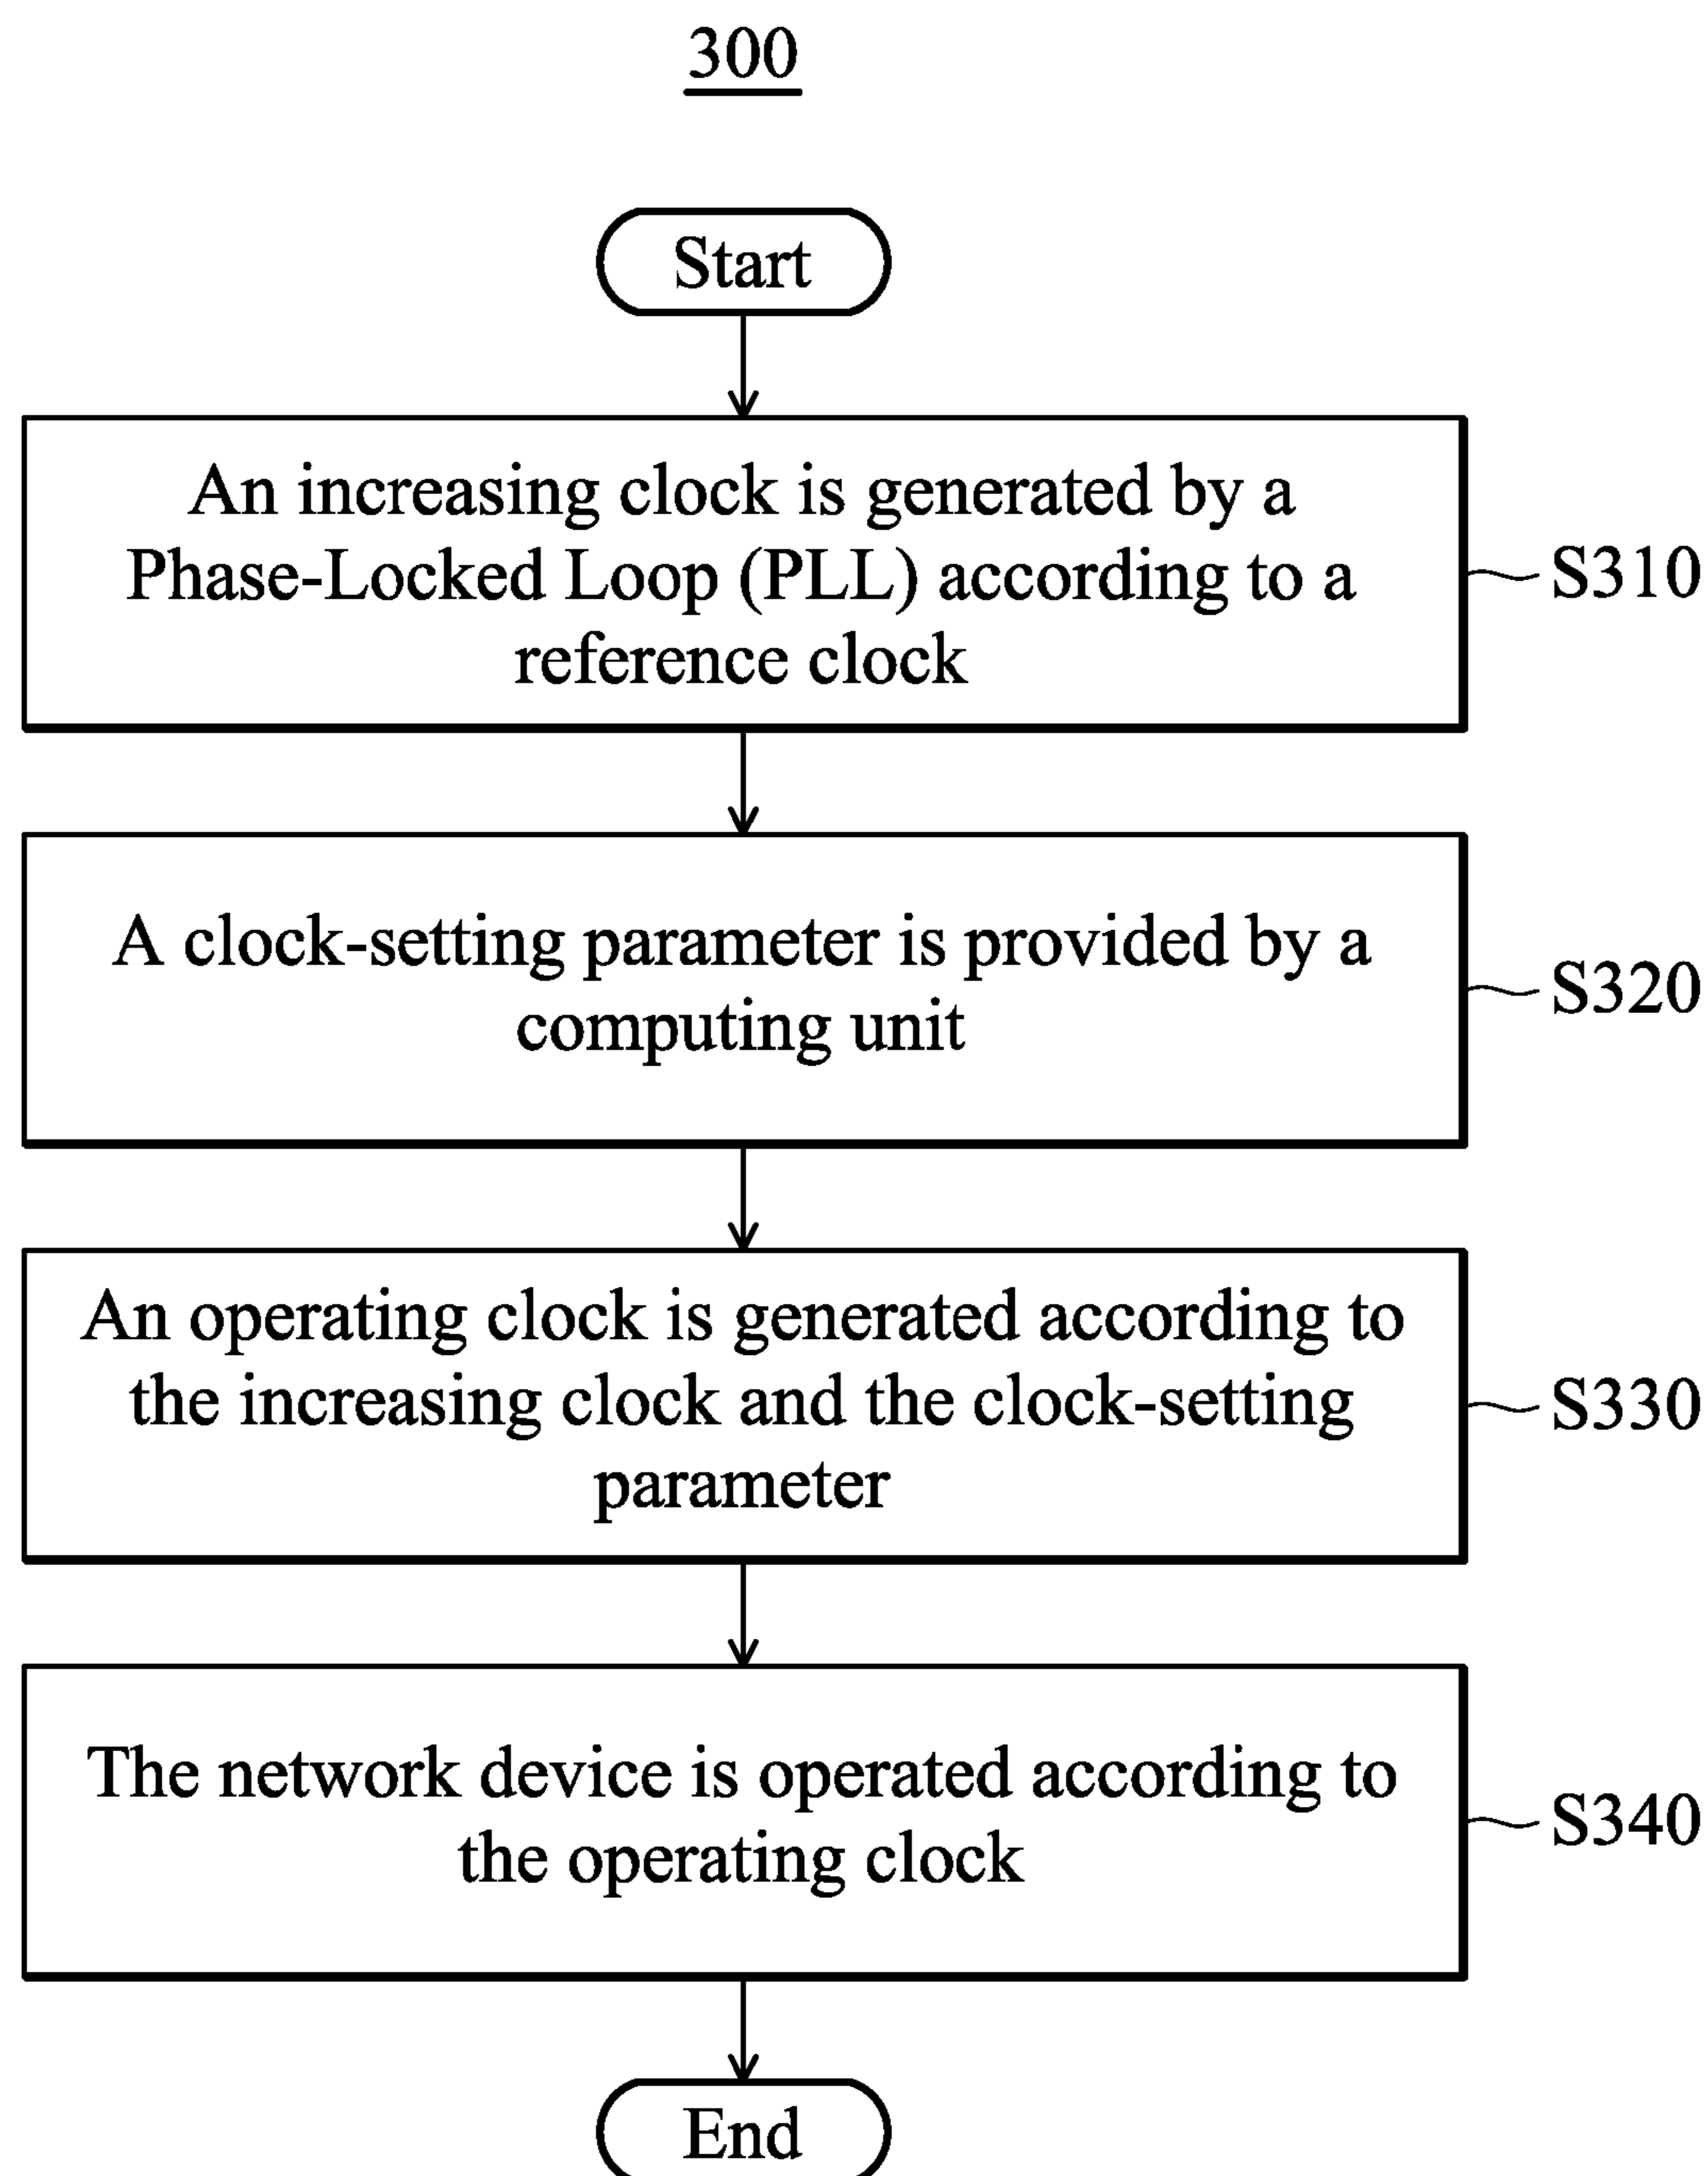 300
Start
An increasing clock is generated by a
Phase-Locked Loop (PLL) according to a
reference clock
S310
A clock-setting parameter is provided by a
computing unit
S320
An operating clock is generated according to
the increasing clock and the clock-setting
parameter
S330
The network device is operated according to
the operating clock
S340
End